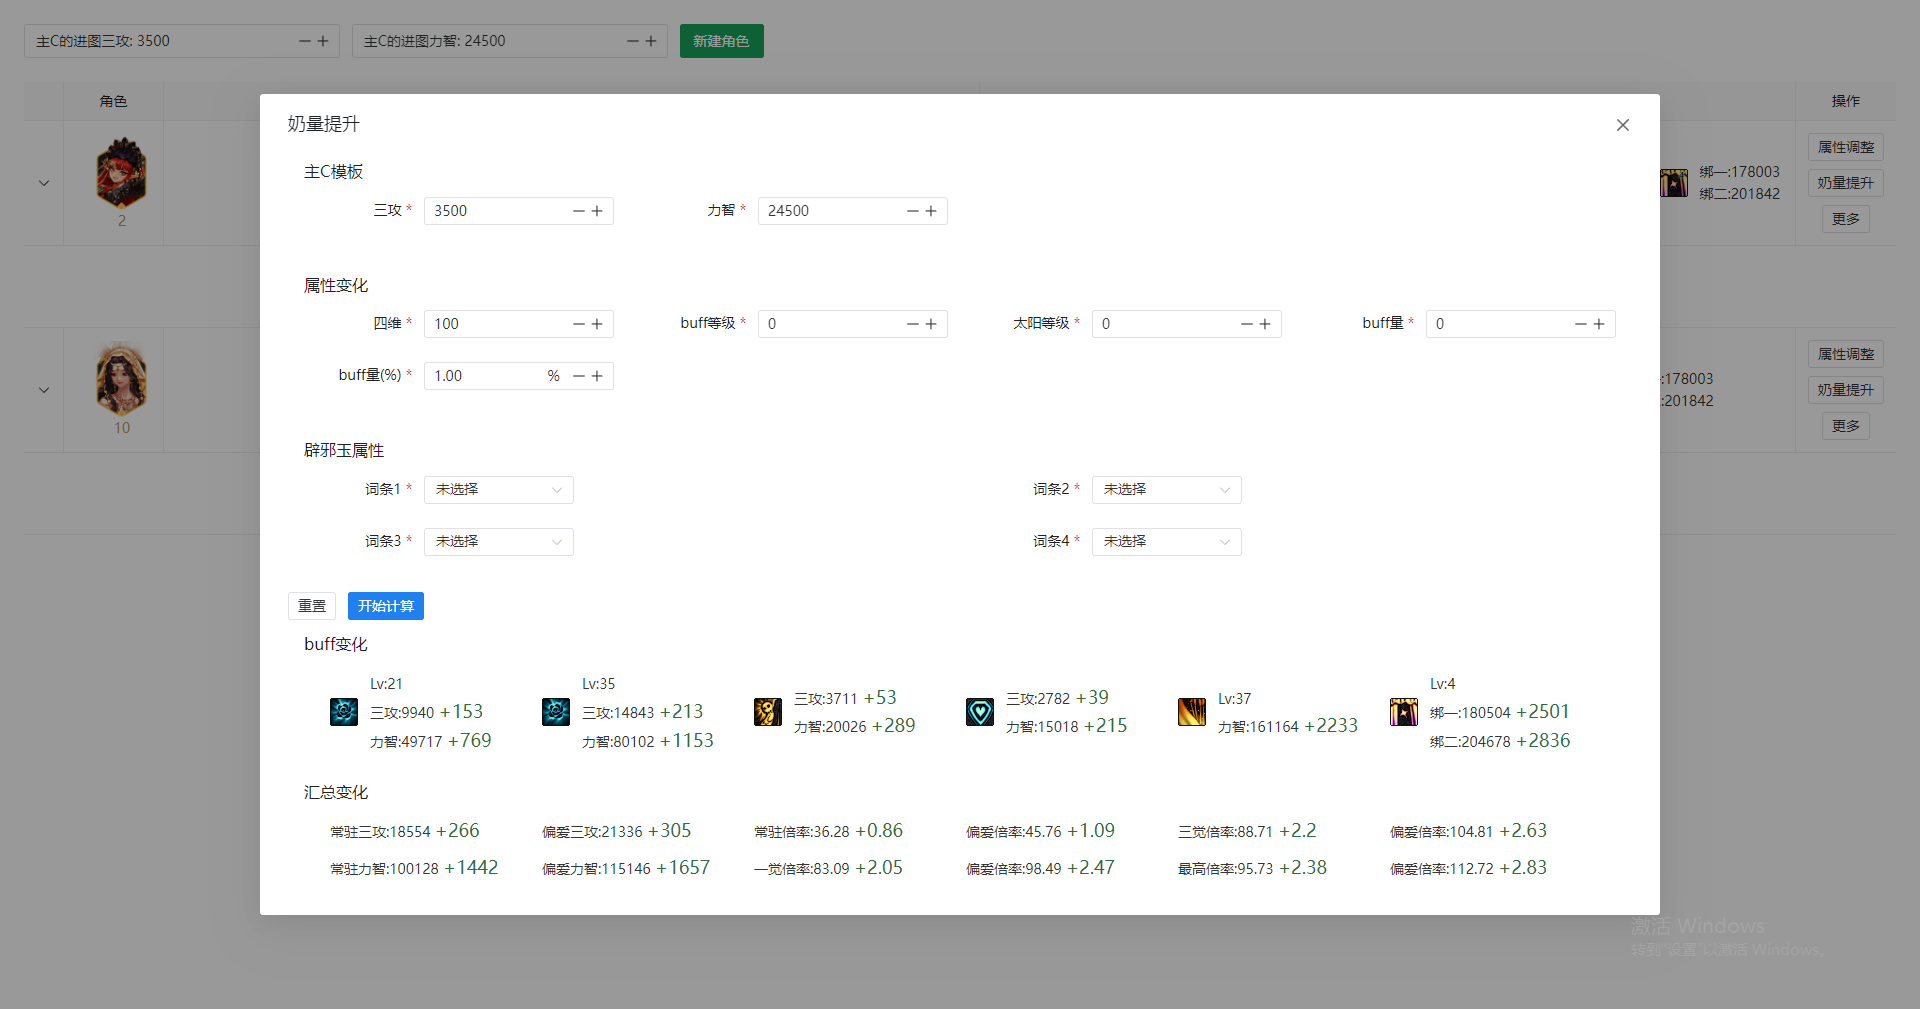 主C的进图三攻: 3500
主C的进图力智: 24500
新建角色
角色
操作
2
绑一:178003
绑二:201842
属性调整
奶量提升
更多
10
:178003
:201842
属性调整
奶量提升
更多
奶量提升
主C模板
三攻 * 3500
力智 * 24500
属性变化
四维 * 100
buff等级 * 0
太阳等级 * 0
buff量 * 0
buff量(%) * 1.00 %
辟邪玉属性
词条1 * 未选择
词条2 * 未选择
词条3 * 未选择
词条4 * 未选择
重置
开始计算
buff变化
Lv:21
三攻:9940 +153
力智:49717 +769
Lv:35
三攻:14843 +213
力智:80102 +1153
三攻:3711 +53
力智:20026 +289
三攻:2782 +39
力智:15018 +215
Lv:37
力智:161164 +2233
Lv:4
绑一:180504 +2501
绑二:204678 +2836
汇总变化
常驻三攻:18554 +266
偏爱三攻:21336 +305
常驻倍率:36.28 +0.86
偏爱倍率:45.76 +1.09
三觉倍率:88.71 +2.2
偏爱倍率:104.81 +2.63
常驻力智:100128 +1442
偏爱力智:115146 +1657
一觉倍率:83.09 +2.05
偏爱倍率:98.49 +2.47
最高倍率:95.73 +2.38
偏爱倍率:112.72 +2.83
激活 Windows
转到"设置"以激活 Windows。